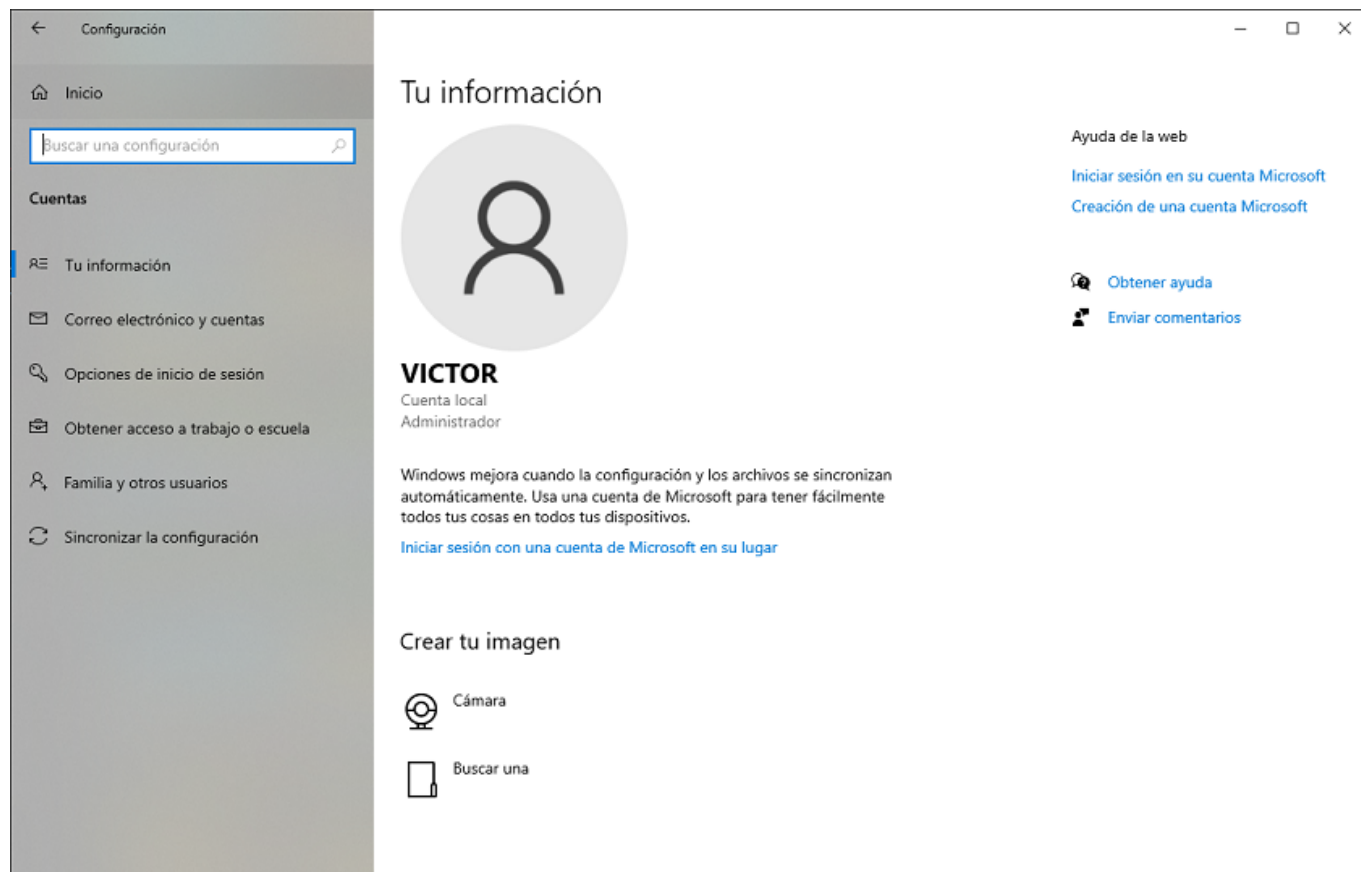 Configuración
Inicio
Buscar una configuración
Cuentas
Tu información
Correo electrónico y cuentas
Opciones de inicio de sesión
Obtener acceso a trabajo o escuela
Familia y otros usuarios
Sincronizar la configuración
Tu información
VICTOR
Cuenta local
Administrador
Windows mejora cuando la configuración y los archivos se sincronizan
automáticamente. Usa una cuenta de Microsoft para tener fácilmente
todos tus cosas en todos tus dispositivos.
Iniciar sesión con una cuenta de Microsoft en su lugar
Crear tu imagen
Cámara
Buscar una
Ayuda de la web
Iniciar sesión en su cuenta Microsoft
Creación de una cuenta Microsoft
Obtener ayuda
Enviar comentarios